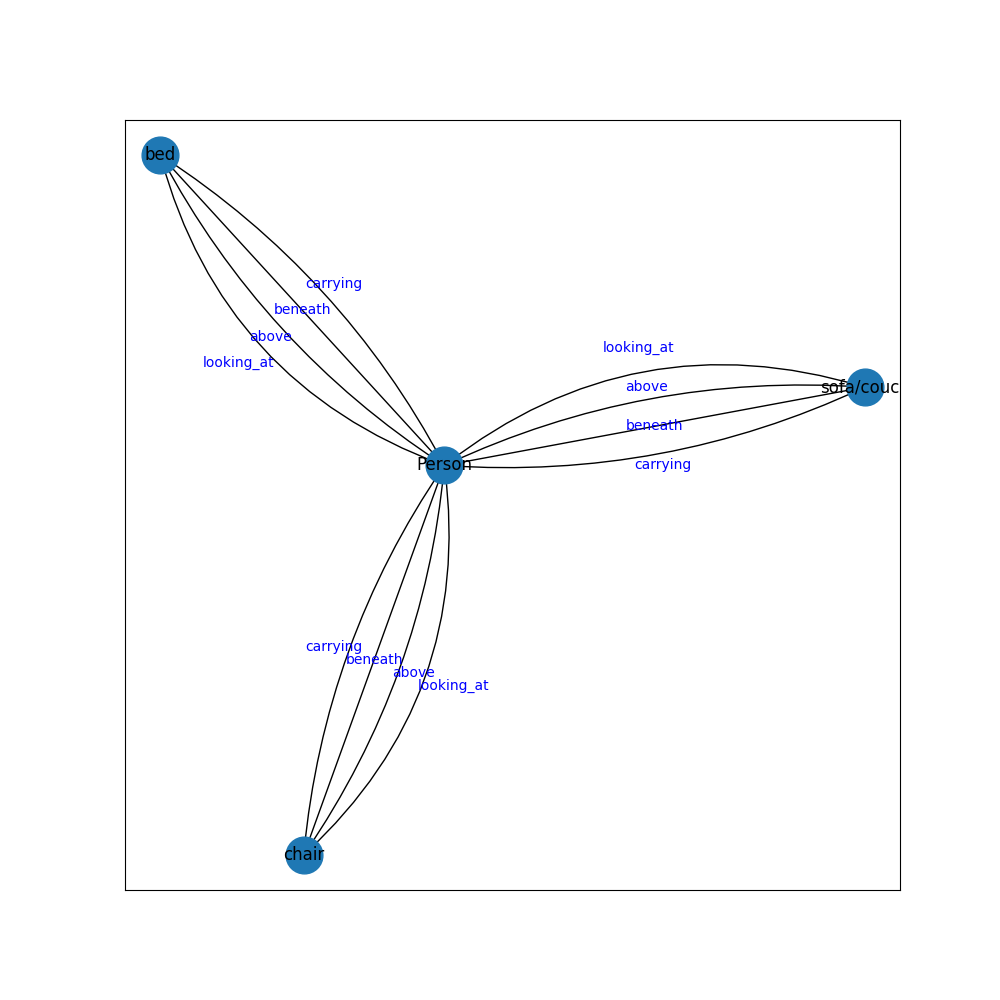 bed
carrying
beneath
above
looking_at
looking_at
above
sofa/couc
beneath
carrying
Person
carrying
beneath
above
looking_at
chair